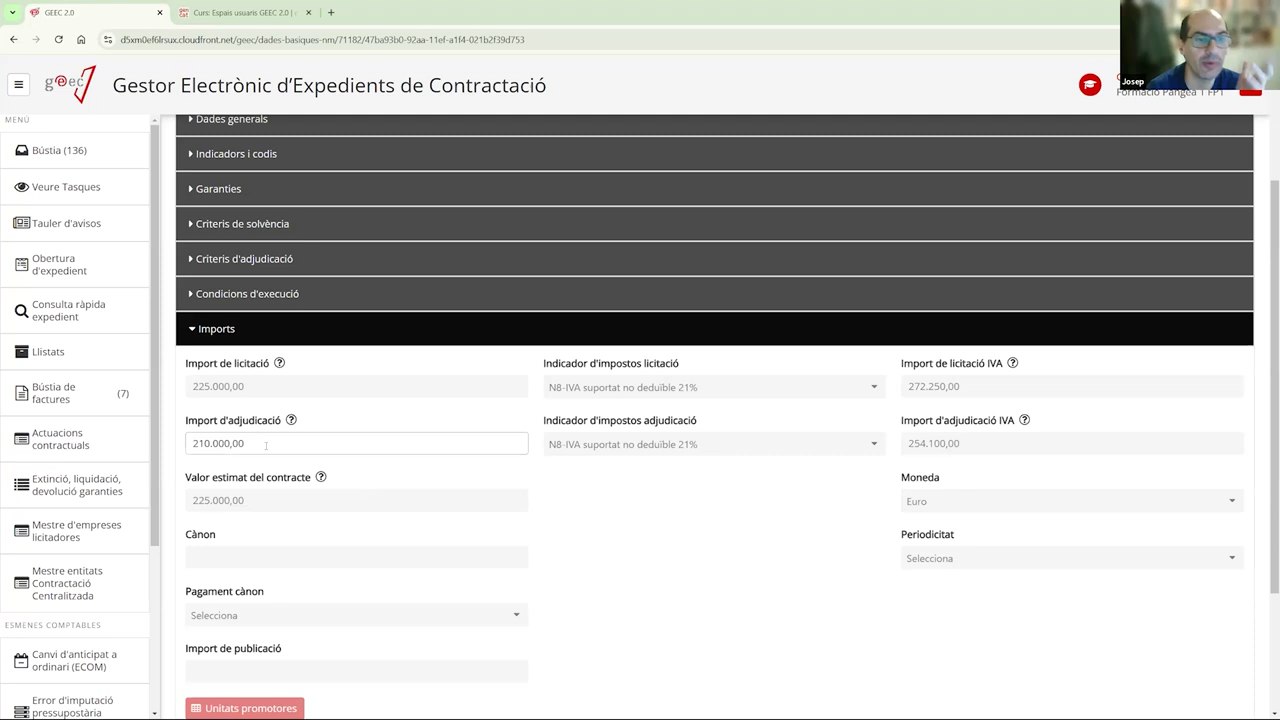 GEEC 2.0
Curs: Espais usuaris GEEC 2.0 |
d5xm0ef6lrsux.cloudfront.net/geec/dades-basiques-nm/71182/47ba93b0-92aa-11ef-a1f4-021b2f39d753
geec
Gestor Electrònic d'Expedients de Contractació
Josep
Formació Pangea 1 FP1
MENÚ
Bústia (136)
Veure Tasques
Tauler d'avisos
Obertura
d'expedient
Consulta ràpida
expedient
Llistats
Bústia de
factures
(7)
Actuacions
contractuals
Extinció, liquidació,
devolució garanties
Mestre d'empreses
licitadores
Mestre entitats
Contractació
Centralitzada
ESMENES COMPTABLES
Canvi d'anticipat a
ordinari (ECOM)
Error d'imputació
pressupostària
Dades generals
Indicadors i codis
Garanties
Criteris de solvència
Criteris d'adjudicació
Condicions d'execució
Imports
Import de licitació
Indicador d'impostos licitació
Import de licitació IVA
225.000,00
N8-IVA suportat no deduïble 21%
272.250,00
Import d'adjudicació
Indicador d'impostos adjudicació
Import d'adjudicació IVA
210.000,00
N8-IVA suportat no deduïble 21%
254.100,00
Valor estimat del contracte
Moneda
225.000,00
Euro
Cànon
Periodicitat
Selecciona
Pagament cànon
Selecciona
Import de publicació
Unitats promotores